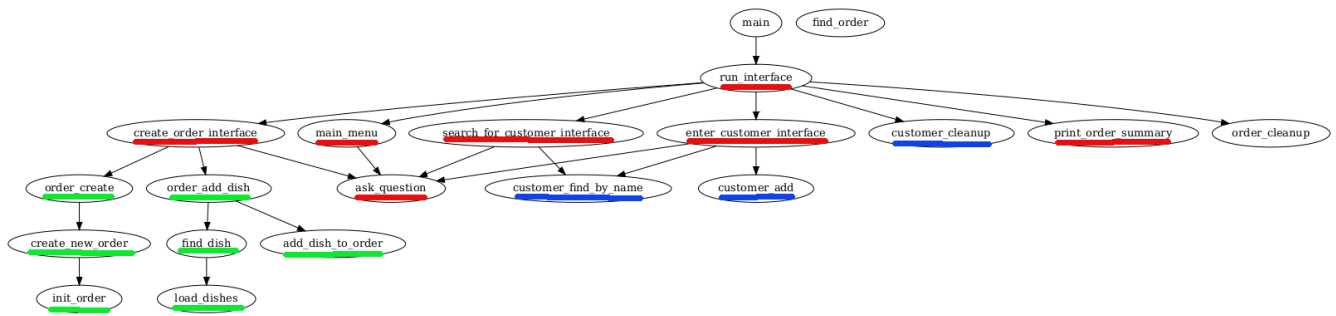 main
find_order
run_interface
create_order_interface
main_menu
search_for_customer_interface
enter_customer_interface
customer_cleanup
print_order_summary
order_cleanup
order_create
order_add_dish
ask_question
customer_find_by_name
customer_add
create_new_order
find_dish
add_dish_to_order
init_order
load_dishes